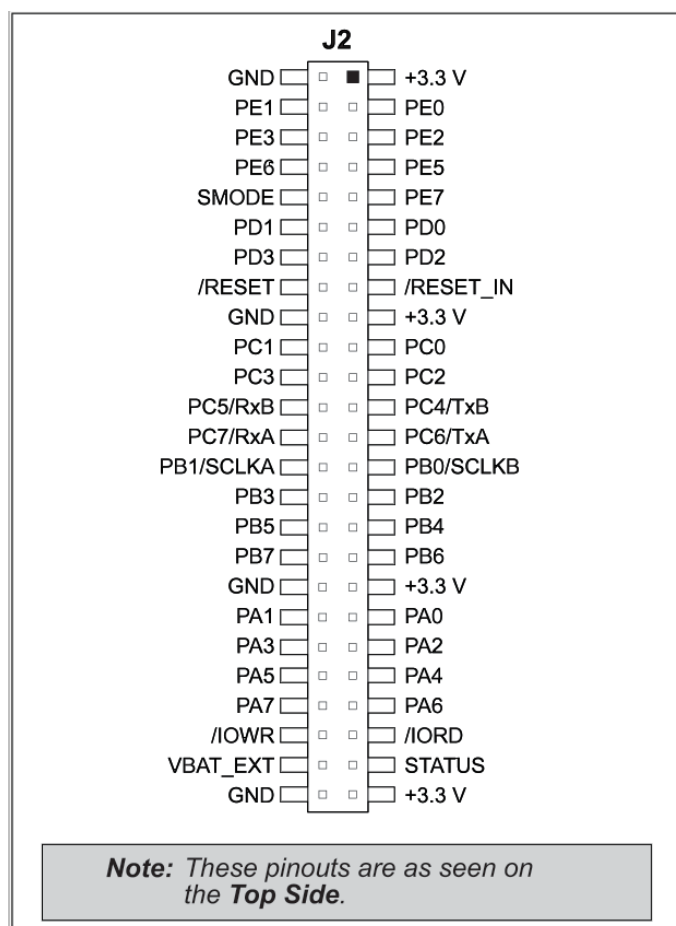 J2
GND +3.3 V
PE1 PE0
PE3 PE2
PE6 PE5
SMODE PE7
PD1 PD0
PD3 PD2
/RESET /RESET_IN
GND +3.3 V
PC1 PC0
PC3 PC2
PC5/RxB PC4/TxB
PC7/RxA PC6/TxA
PB1/SCLKA PB0/SCLKB
PB3 PB2
PB5 PB4
PB7 PB6
GND +3.3 V
PA1 PA0
PA3 PA2
PA5 PA4
PA7 PA6
/IOWR /IORD
VBAT_EXT STATUS
GND +3.3 V
Note: These pinouts are as seen on
the Top Side.